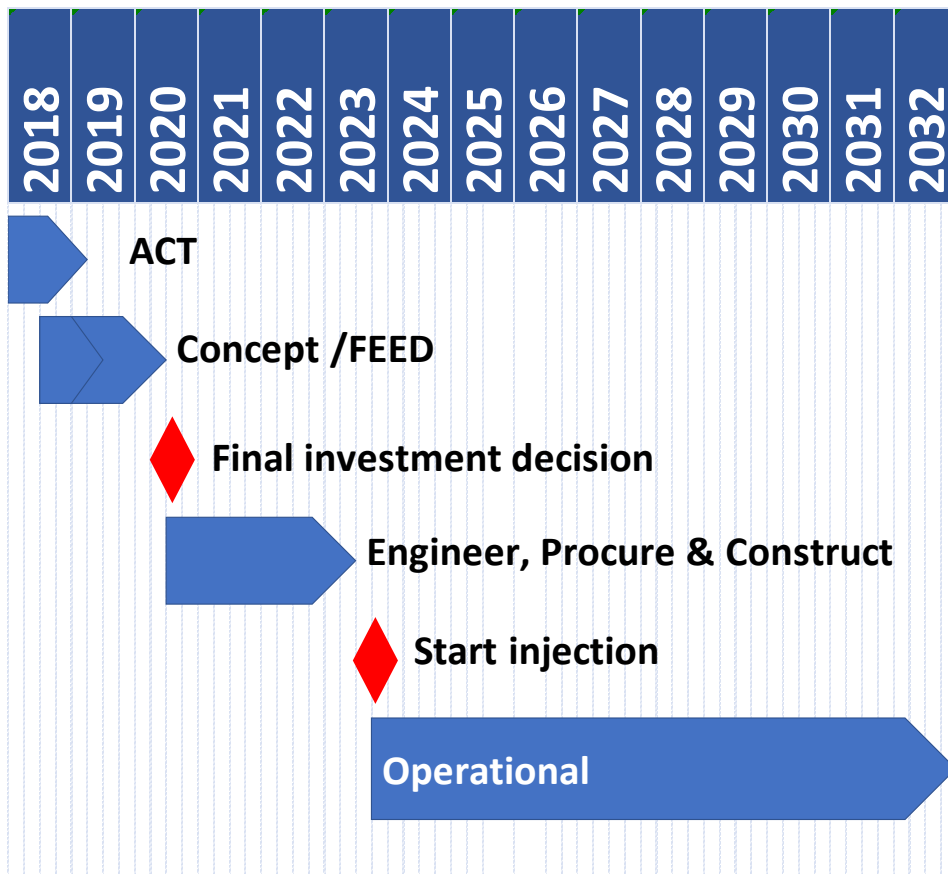 2018 2019 2020 2021 2022 2023 2024 2025 2026 2027 2028 2029 2030 2031 2032
ACT
Concept /FEED
Final investment decision
Engineer, Procure & Construct
Start injection
Operational